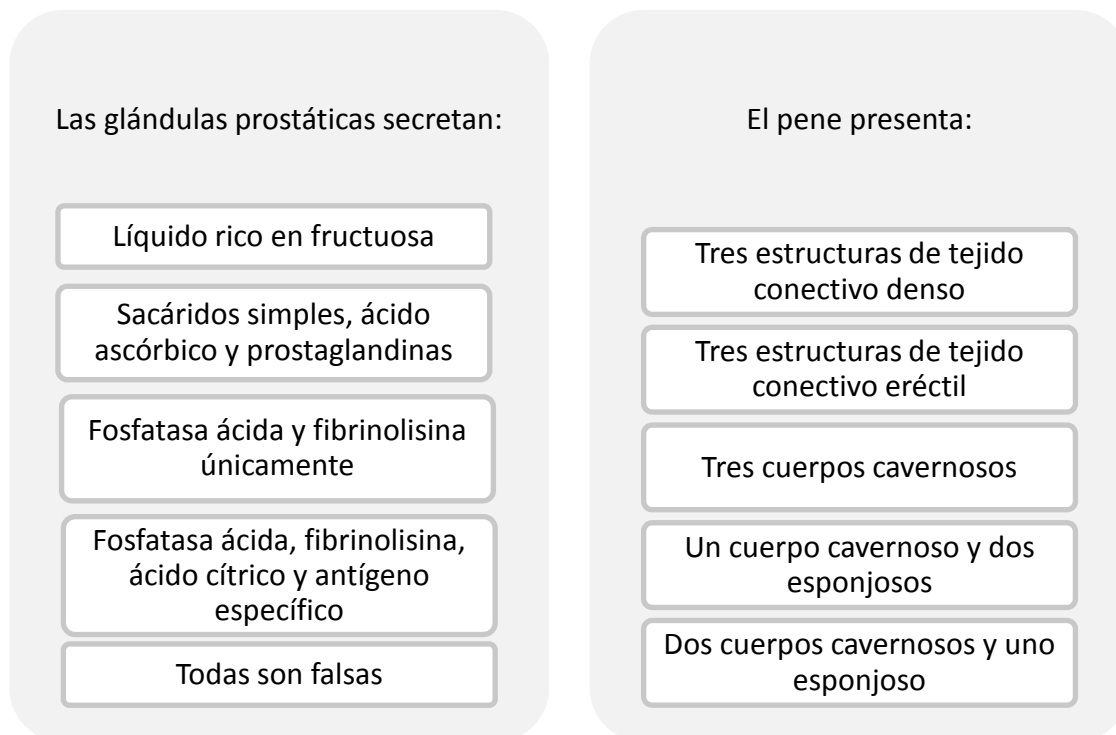 Las glándulas prostáticas secretan:
Líquido rico en fructuosa
Sacáridos simples, ácido
ascórbico y prostaglandinas
Fosfatasa ácida y fibrinolisina
únicamente
Fosfatasa ácida, fibrinolisina,
ácido cítrico y antígeno
específico
Todas son falsas
El pene presenta:
Tres estructuras de tejido
conectivo denso
Tres estructuras de tejido
conectivo eréctil
Tres cuerpos cavernosos
Un cuerpo cavernoso y dos
esponjosos
Dos cuerpos cavernosos y uno
esponjoso